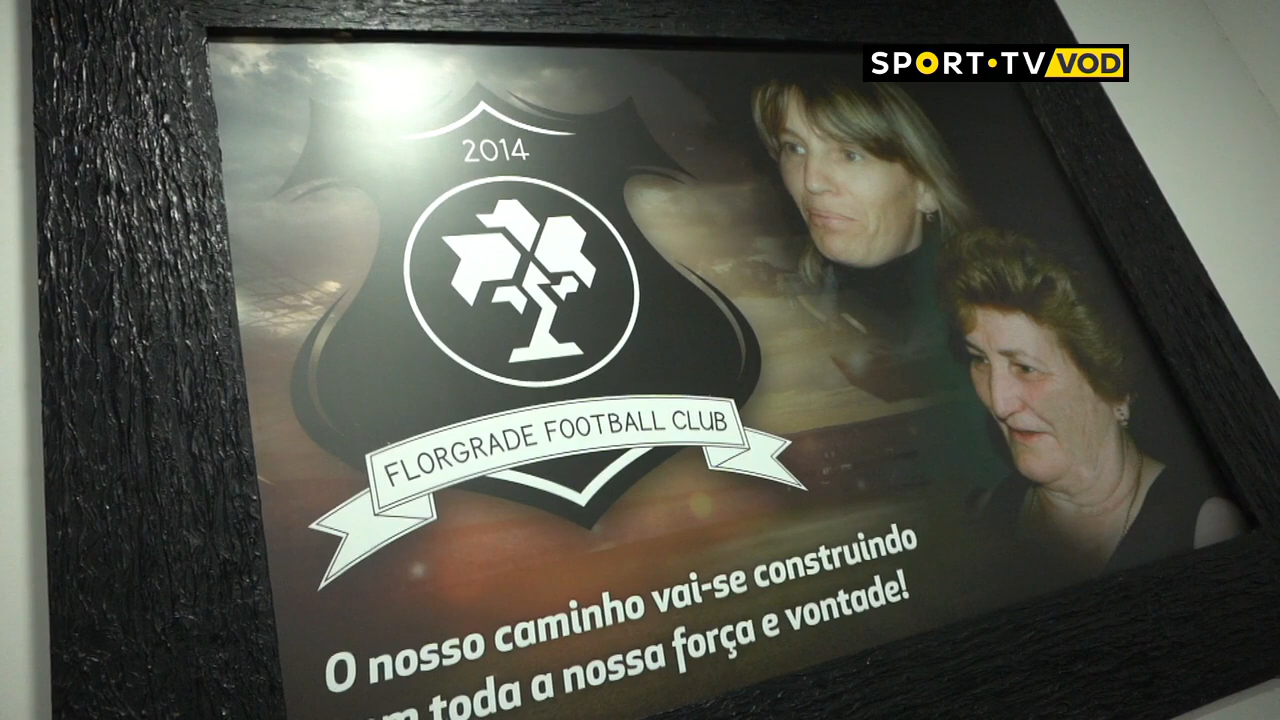 SPORT·TV VOD
2014
FLORGRADE FOOTBALL CLUB
O nosso caminho vai-se construindo
toda a nossa força e vontade!